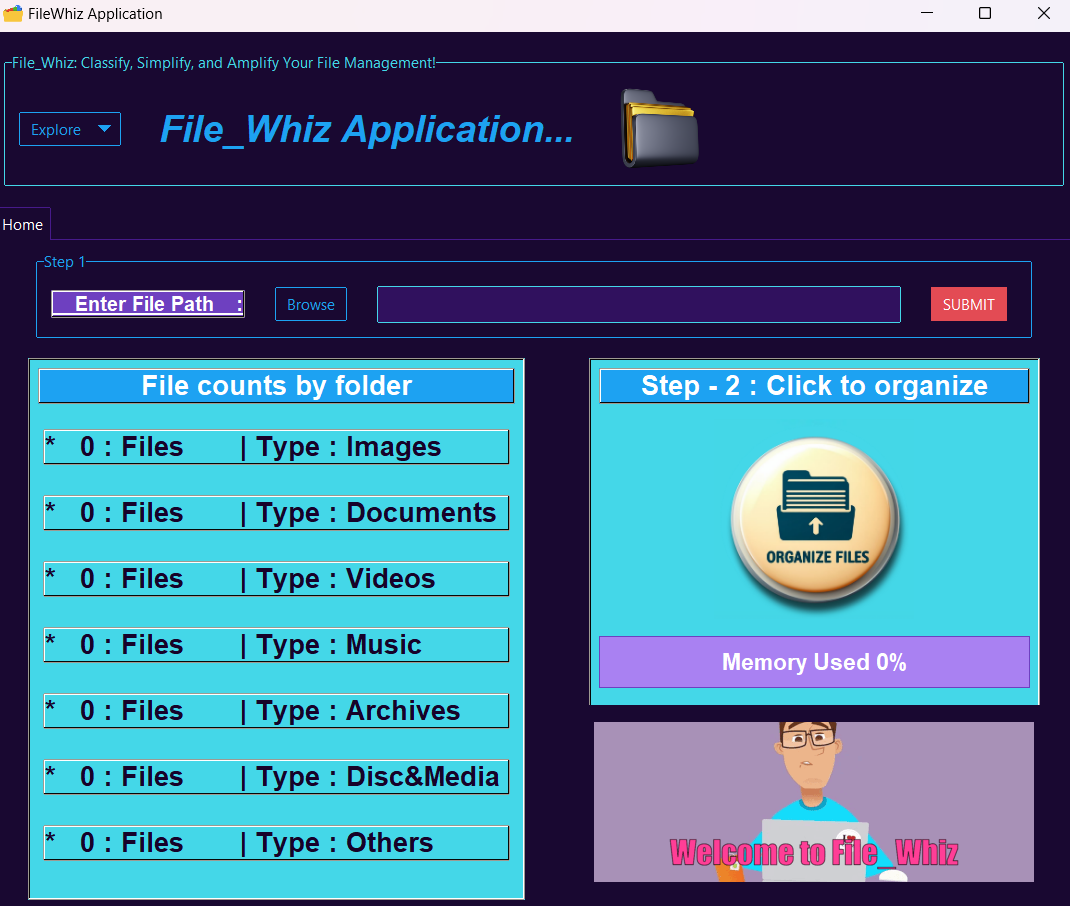 FileWhiz Application
File_Whiz: Classify, Simplify, and Amplify Your File Management!
Explore
File_Whiz Application...
Home
Step 1
Enter File Path :
Browse
SUBMIT
File counts by folder
* 0 : Files | Type : Images
* 0 : Files | Type : Documents
* 0 : Files | Type : Videos
* 0 : Files | Type : Music
* 0 : Files | Type : Archives
* 0 : Files | Type : Disc&Media
* 0 : Files | Type : Others
Step - 2 : Click to organize
ORGANIZE FILES
Memory Used 0%
Welcome to File_Whiz